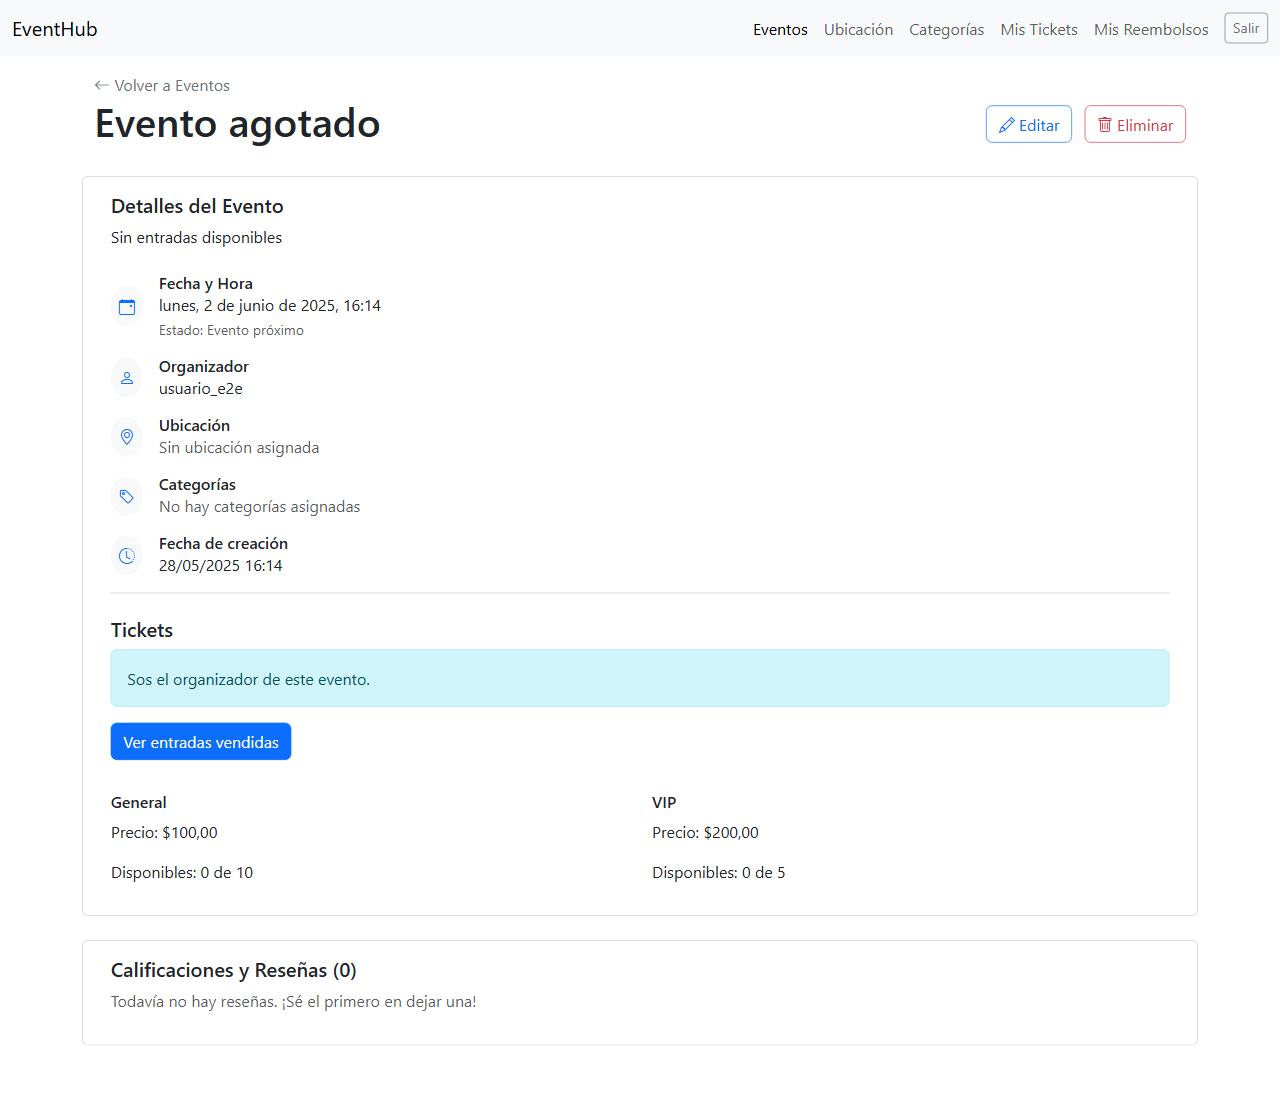 EventHub
Eventos Ubicación Categorías Mis Tickets Mis Reembolsos Salir
← Volver a Eventos
Evento agotado
Editar Eliminar
Detalles del Evento
Sin entradas disponibles
Fecha y Hora
lunes, 2 de junio de 2025, 16:14
Estado: Evento próximo
Organizador
usuario_e2e
Ubicación
Sin ubicación asignada
Categorías
No hay categorías asignadas
Fecha de creación
28/05/2025 16:14
Tickets
Sos el organizador de este evento.
Ver entradas vendidas
General VIP
Precio: $100,00 Precio: $200,00
Disponibles: 0 de 10 Disponibles: 0 de 5
Calificaciones y Reseñas (0)
Todavía no hay reseñas. ¡Sé el primero en dejar una!